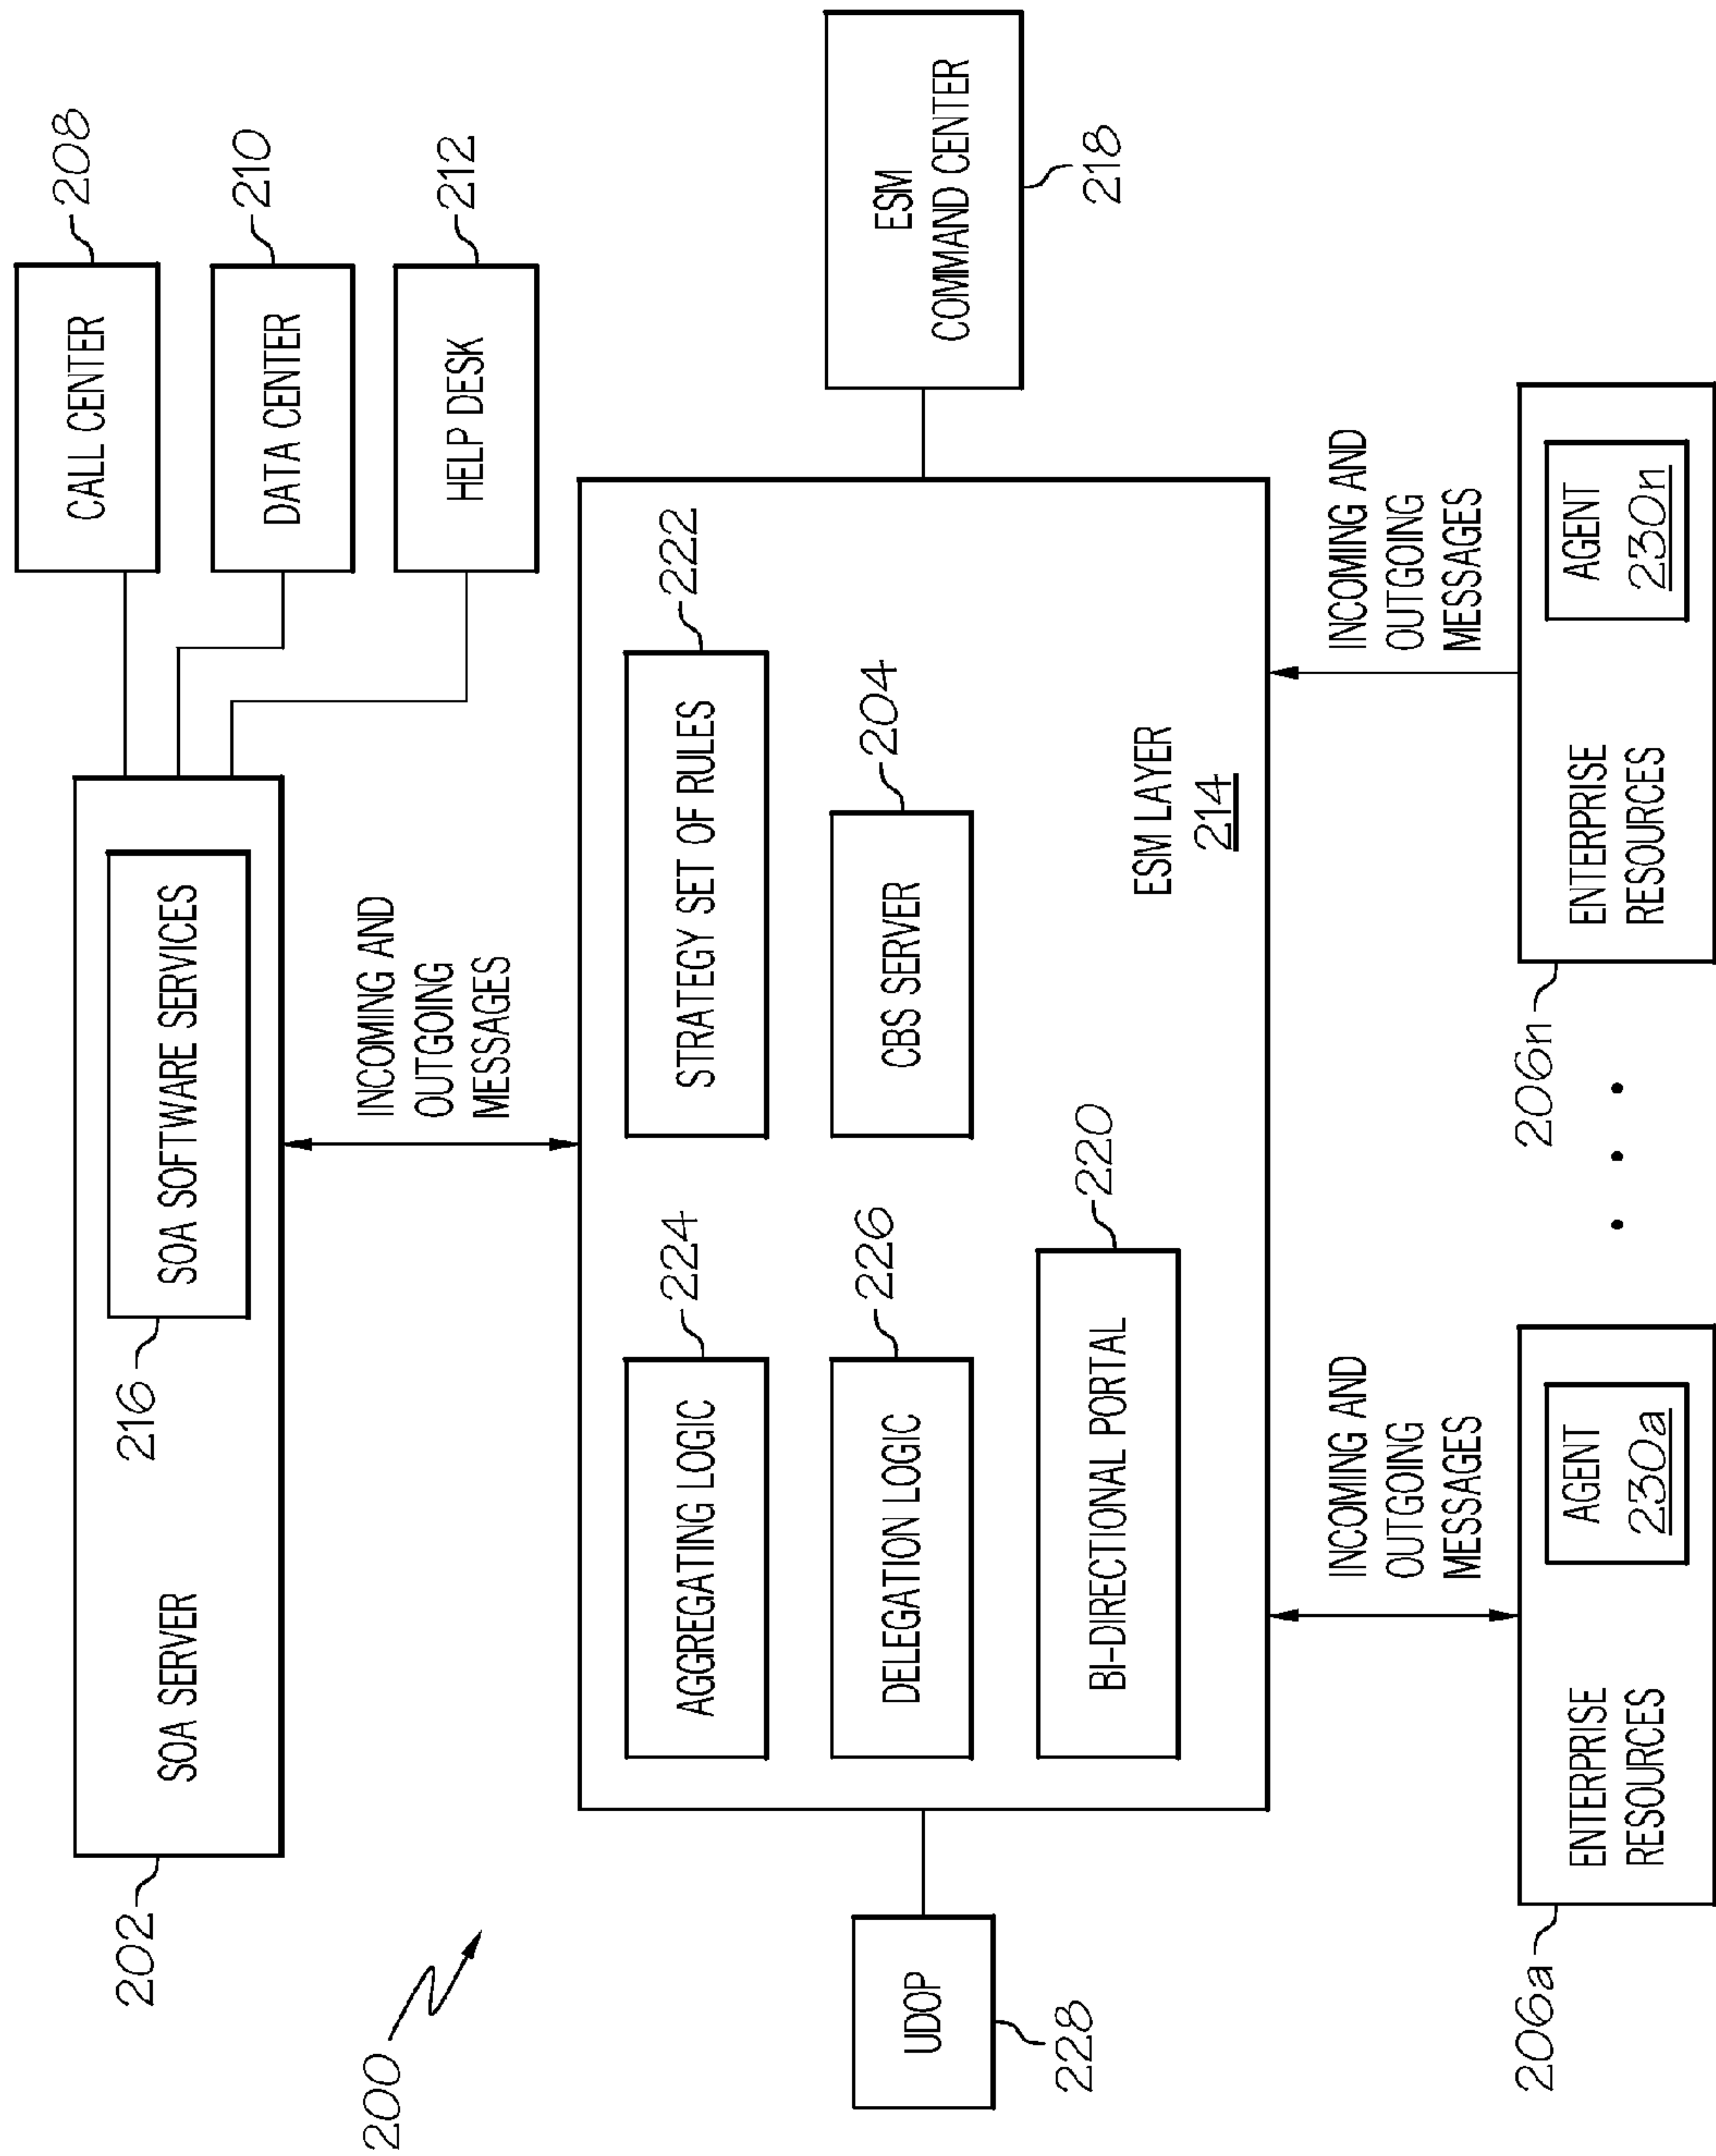 200
202
SOA SERVER
216
SOA SOFTWARE SERVICES
CALL CENTER
208
DATA CENTER
210
HELP DESK
212
INCOMING AND
OUTGOING
MESSAGES
UDOP
228
AGGREGATING LOGIC
224
STRATEGY SET OF RULES
222
DELEGATION LOGIC
226
CBS SERVER
204
BI-DIRECTIONAL PORTAL
220
ESM LAYER
214
ESM
COMMAND CENTER
218
INCOMING AND
OUTGOING
MESSAGES
INCOMING AND
OUTGOING
MESSAGES
206a
ENTERPRISE
RESOURCES
AGENT
230a
• • •
206n
ENTERPRISE
RESOURCES
AGENT
230n